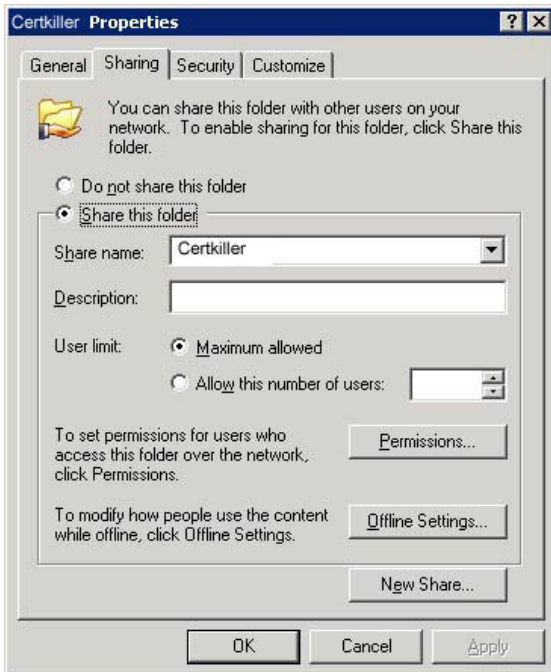 Certkiller Properties
General Sharing Security Customize
You can share this folder with other users on your
network. To enable sharing for this folder, click Share this
folder.
Do not share this folder
Share this folder
Share name: Certkiller
Description:
User limit: Maximum allowed
Allow this number of users:
To set permissions for users who
access this folder over the network,
click Permissions.
Permissions...
To modify how people use the content
while offline, click Offline Settings.
Offline Settings...
New Share...
OK Cancel Apply